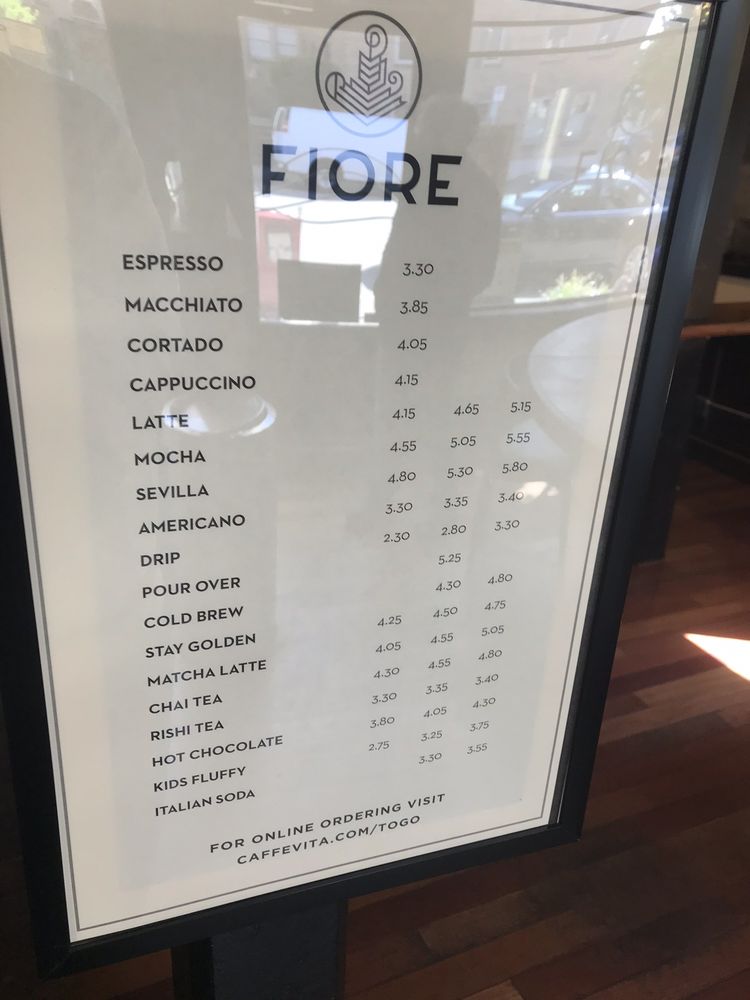 FIORE
ESPRESSO 3.30
MACCHIATO 3.85
CORTADO 4.05
CAPPUCCINO 4.15
LATTE 4.15 4.65 5.15
MOCHA 4.55 5.05 5.55
SEVILLA 4.80 5.30 5.80
AMERICANO 3.30 3.35 3.40
DRIP 2.30 2.80 3.30
POUR OVER 5.25
COLD BREW 4.30 4.80
STAY GOLDEN 4.25 4.50 4.75
MATCHA LATTE 4.05 4.55 5.05
CHAI TEA 4.30 4.55 4.80
RISHI TEA 3.30 3.35 3.40
HOT CHOCOLATE 3.80 4.05 4.30
KIDS FLUFFY 2.75 3.25 3.75
ITALIAN SODA 3.30 3.55
FOR ONLINE ORDERING VISIT
CAFFEVITA.COM/TOGO